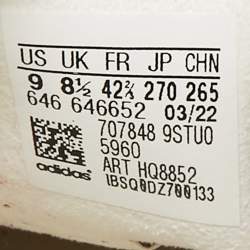 US UK FR JP CHN
9 8½ 42⅔ 270 265
646 646652 03/22
707848 9STU0
5960
ART HQ8852
adidas
IBSQ0DZ700133